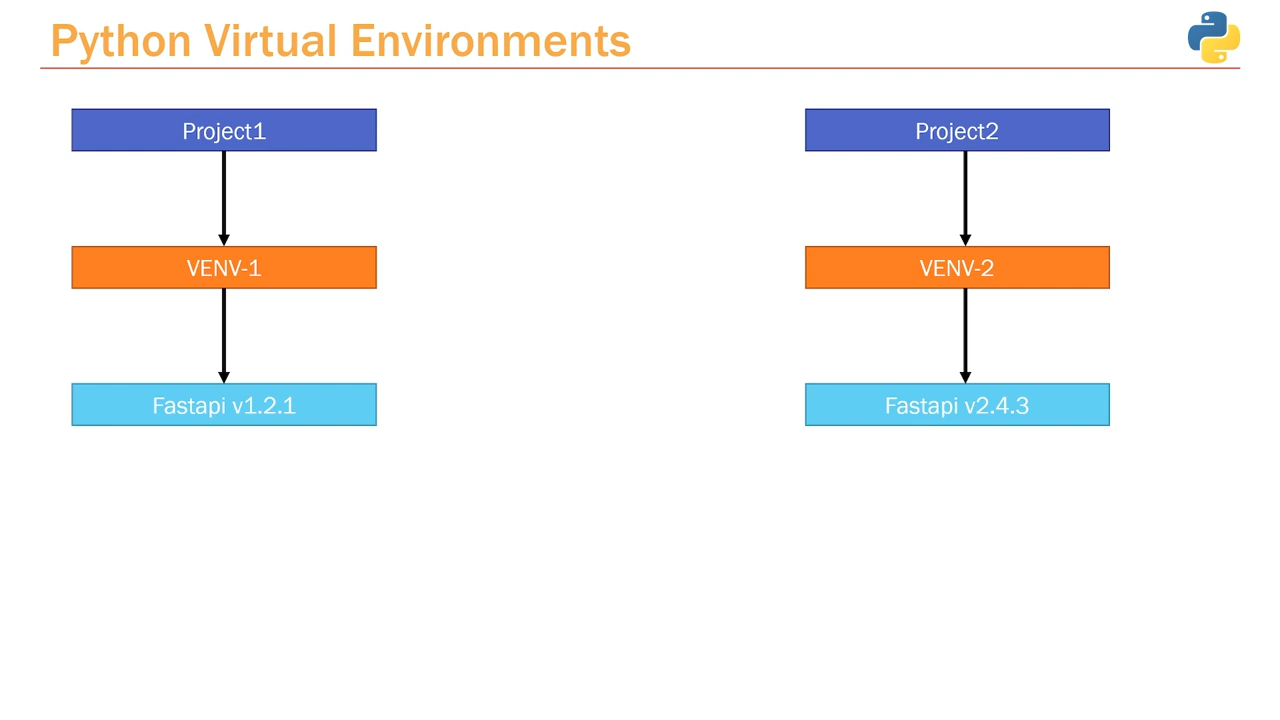 Python Virtual Environments
Project1
Project2
VENV-1
VENV-2
Fastapi v1.2.1
Fastapi v2.4.3